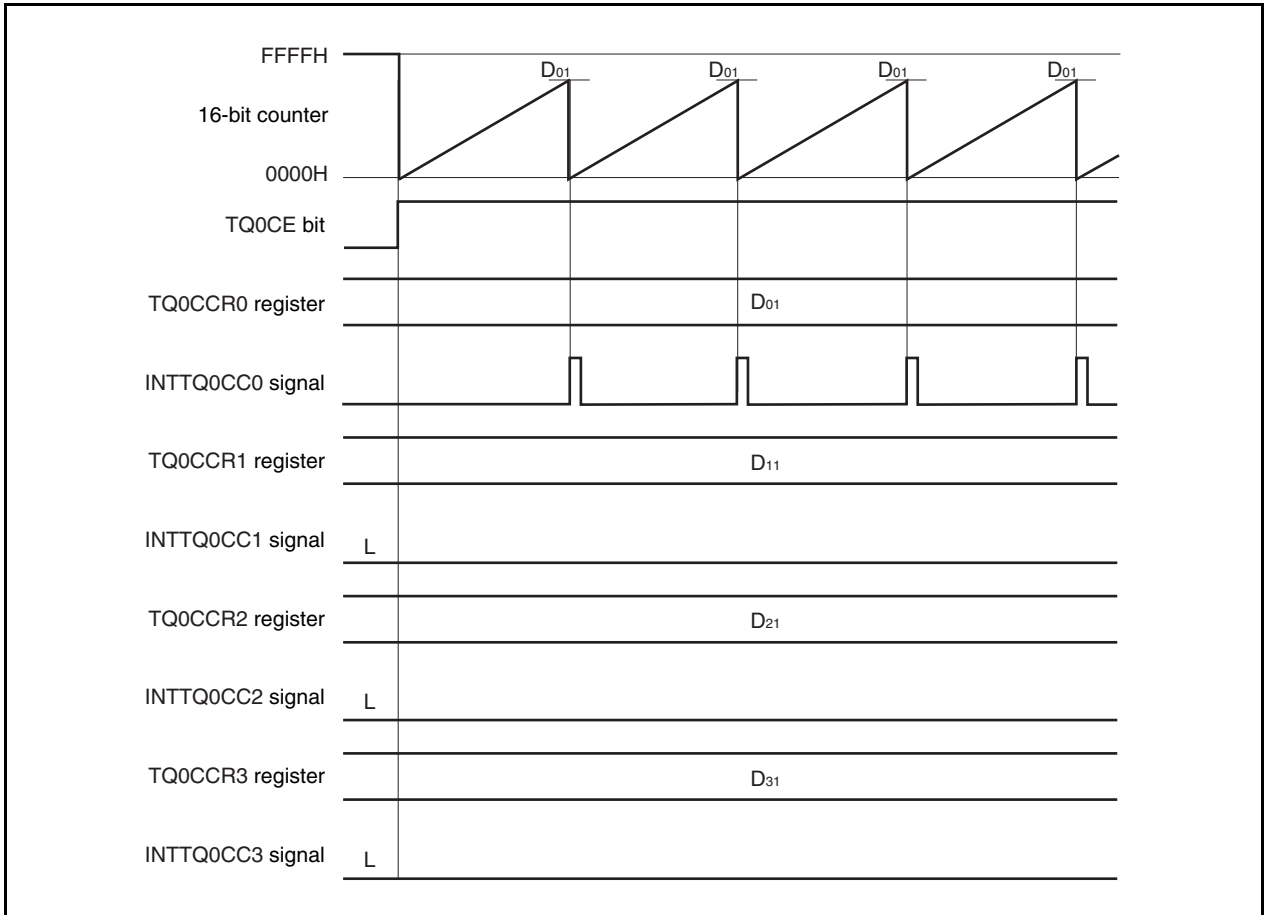 FFFFH
D01 D01 D01 D01
16-bit counter
0000H
TQ0CE bit
TQ0CCR0 register D01
INTTQ0CC0 signal
TQ0CCR1 register D11
INTTQ0CC1 signal L
TQ0CCR2 register D21
INTTQ0CC2 signal L
TQ0CCR3 register D31
INTTQ0CC3 signal L